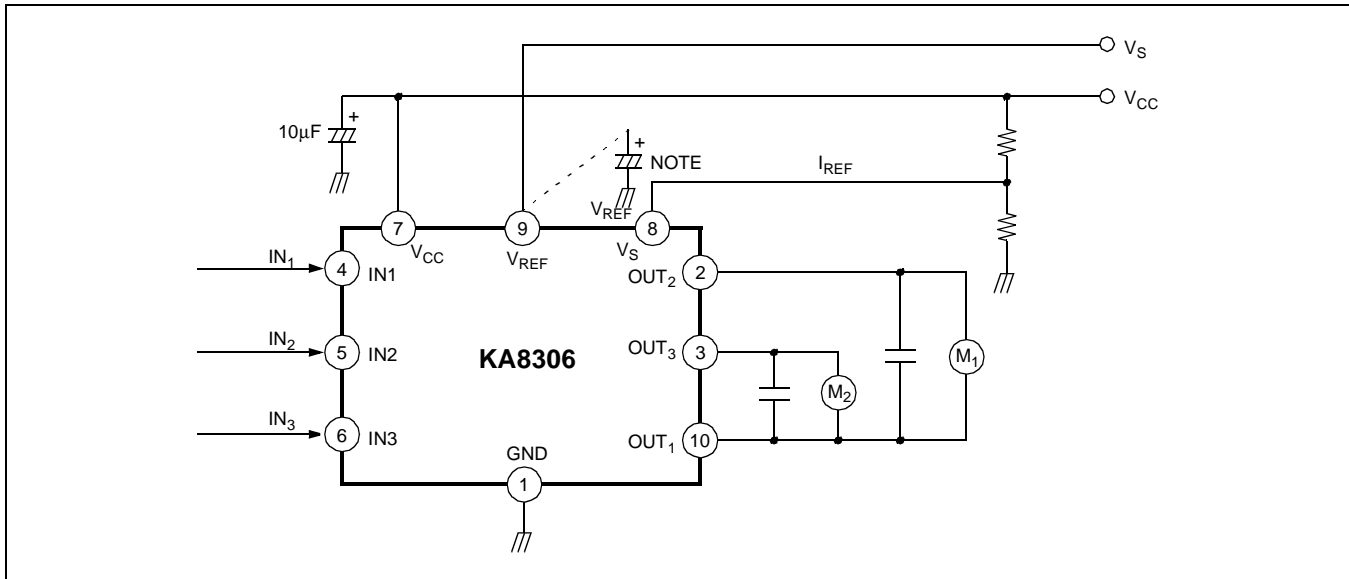 V_S
V_CC
10μF
+
+
NOTE
I_REF
V_REF
7
9
8
V_CC
V_REF
V_S
IN_1
4
IN1
OUT_2
2
IN_2
5
IN2
KA8306
OUT_3
3
M_1
M_2
IN_3
6
IN3
GND
OUT_1
10
1